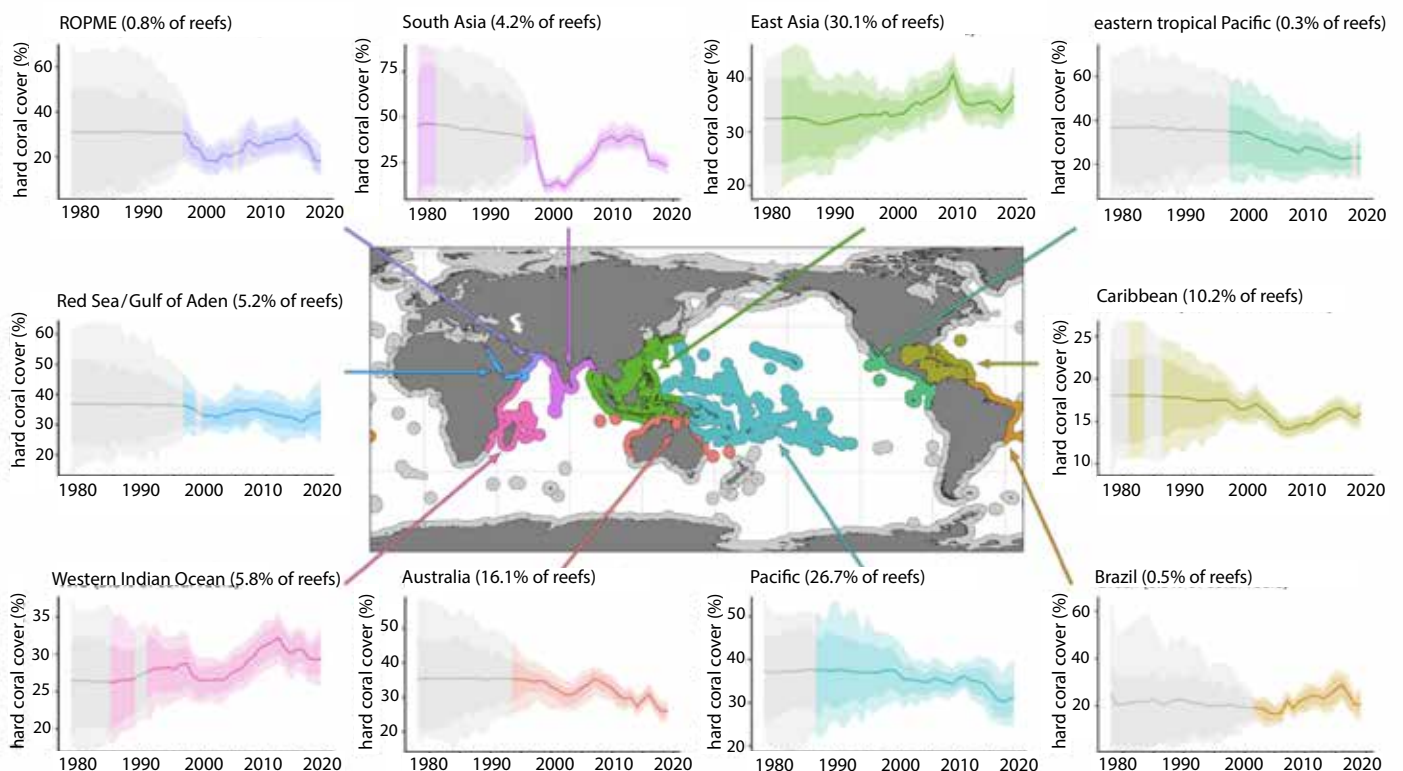 ROPME (0.8% of reefs)
hard coral cover (%)
60
40
20
1980 1990 2000 2010 2020
South Asia (4.2% of reefs)
hard coral cover (%)
75
50
25
1980 1990 2000 2010 2020
East Asia (30.1% of reefs)
hard coral cover (%)
40
30
20
1980 1990 2000 2010 2020
eastern tropical Pacific (0.3% of reefs)
hard coral cover (%)
60
40
20
1980 1990 2000 2010 2020
Red Sea/Gulf of Aden (5.2% of reefs)
hard coral cover (%)
60
50
40
30
20
1980 1990 2000 2010 2020
Caribbean (10.2% of reefs)
hard coral cover (%)
25
20
15
10
1980 1990 2000 2010 2020
Western Indian Ocean (5.8% of reefs)
hard coral cover (%)
35
30
25
20
1980 1990 2000 2010 2020
Australia (16.1% of reefs)
hard coral cover (%)
50
40
30
20
1980 1990 2000 2010 2020
Pacific (26.7% of reefs)
hard coral cover (%)
50
40
30
20
1980 1990 2000 2010 2020
Brazil (0.5% of reefs)
hard coral cover (%)
60
40
20
1980 1990 2000 2010 2020